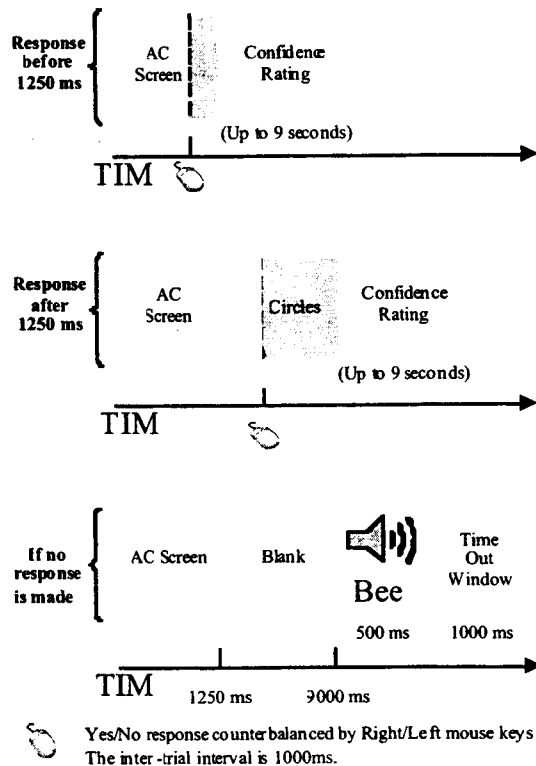 Response
before
1250 ms
AC
Screen
Confidence
Rating
(Up to 9 seconds)
TIM
Response
after
1250 ms
AC
Screen
Circles
Confidence
Rating
(Up to 9 seconds)
TIM
If no
response
is made
AC Screen
Blank
Bee
Time
Out
Window
500 ms
1000 ms
TIM
1250 ms
9000 ms
Yes/No response counterbalanced by Right/Left mouse keys
The inter-trial interval is 1000ms.